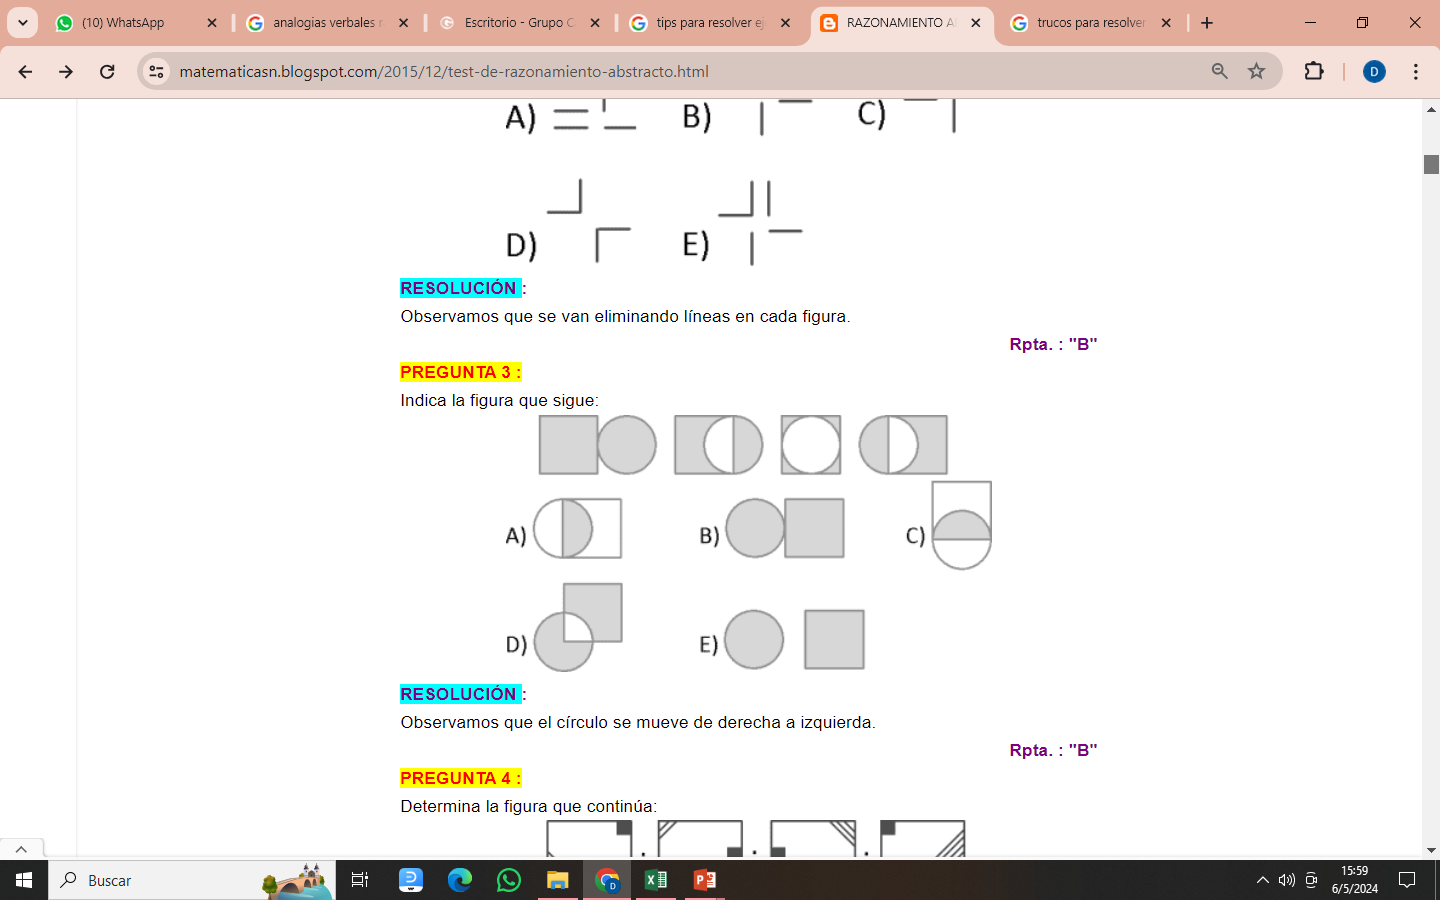 (10) WhatsApp
analogias verbales r
Escritorio - Grupo C
tips para resolver ej
RAZONAMIENTO A
trucos para resolver
matematicasn.blogspot.com/2015/12/test-de-razonamiento-abstracto.html
D
A) B) C)
D) E)
RESOLUCIÓN :
Observamos que se van eliminando líneas en cada figura.
Rpta. : "B"
PREGUNTA 3 :
Indica la figura que sigue:
A) B) C)
D) E)
RESOLUCIÓN :
Observamos que el círculo se mueve de derecha a izquierda.
Rpta. : "B"
PREGUNTA 4 :
Determina la figura que continúa:
Buscar
15:59
6/5/2024